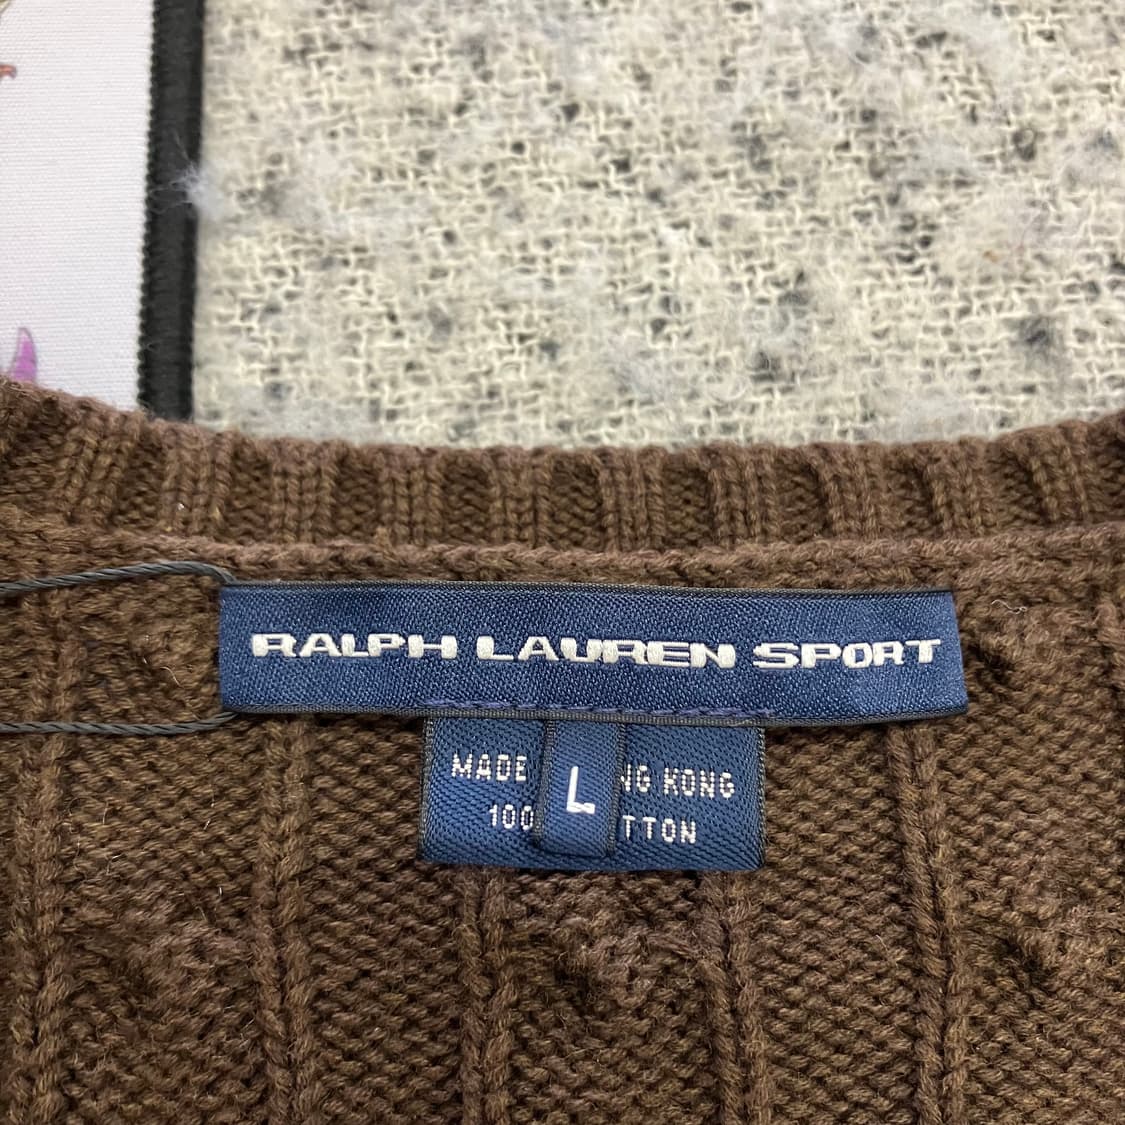 RALPH LAUREN SPORT
MADE NG KONG
L
100 TTON